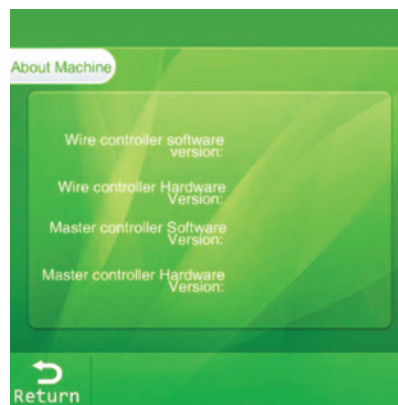 About Machine
Wire controller software
version:
Wire controller Hardware
Version:
Master controller Software
Version:
Master controller Hardware
Version:
Return